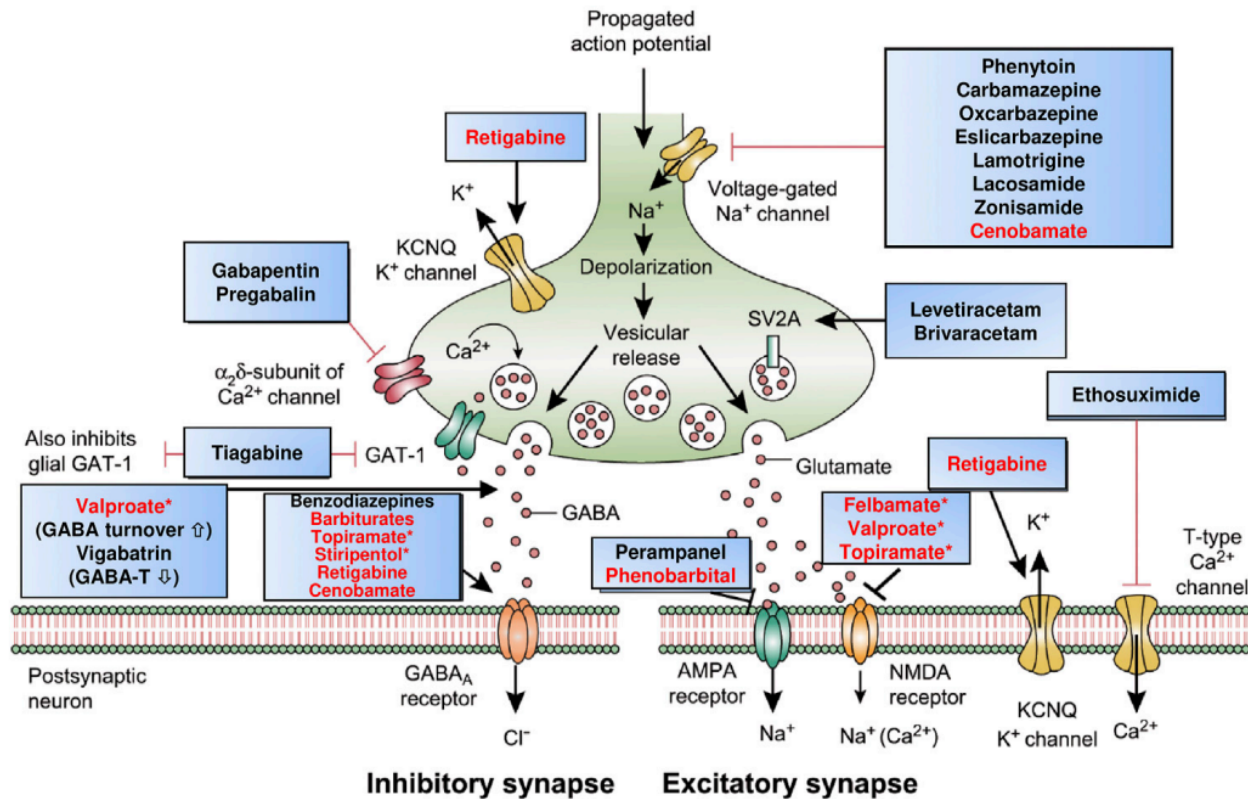 Propagated
action potential
Phenytoin
Carbamazepine
Oxcarbazepine
Eslicarbazepine
Lamotrigine
Lacosamide
Zonisamide
Cenobamate
Retigabine
K⁺
Voltage-gated
Na⁺ channel
Na⁺
KCNQ
K⁺ channel
Depolarization
Gabapentin
Pregabalin
Levetiracetam
Brivaracetam
SV2A
Vesicular
release
Ca²⁺
α₂δ-subunit of
Ca²⁺ channel
Ethosuximide
Also inhibits
glial GAT-1
Tiagabine
GAT-1
Glutamate
Retigabine
Valproate*
(GABA turnover ⇧)
Vigabatrin
(GABA-T ⇩)
Benzodiazepines
Barbiturates
Topiramate*
Stiripentol*
Retigabine
Cenobamate
GABA
Felbamate*
Valproate*
Topiramate*
K⁺
Perampanel
Phenobarbital
T-type
Ca²⁺
channel
Postsynaptic
neuron
GABA_A
receptor
AMPA
receptor
NMDA
receptor
KCNQ
K⁺ channel
Cl⁻
Na⁺
Na⁺ (Ca²⁺)
Ca²⁺
Inhibitory synapse
Excitatory synapse